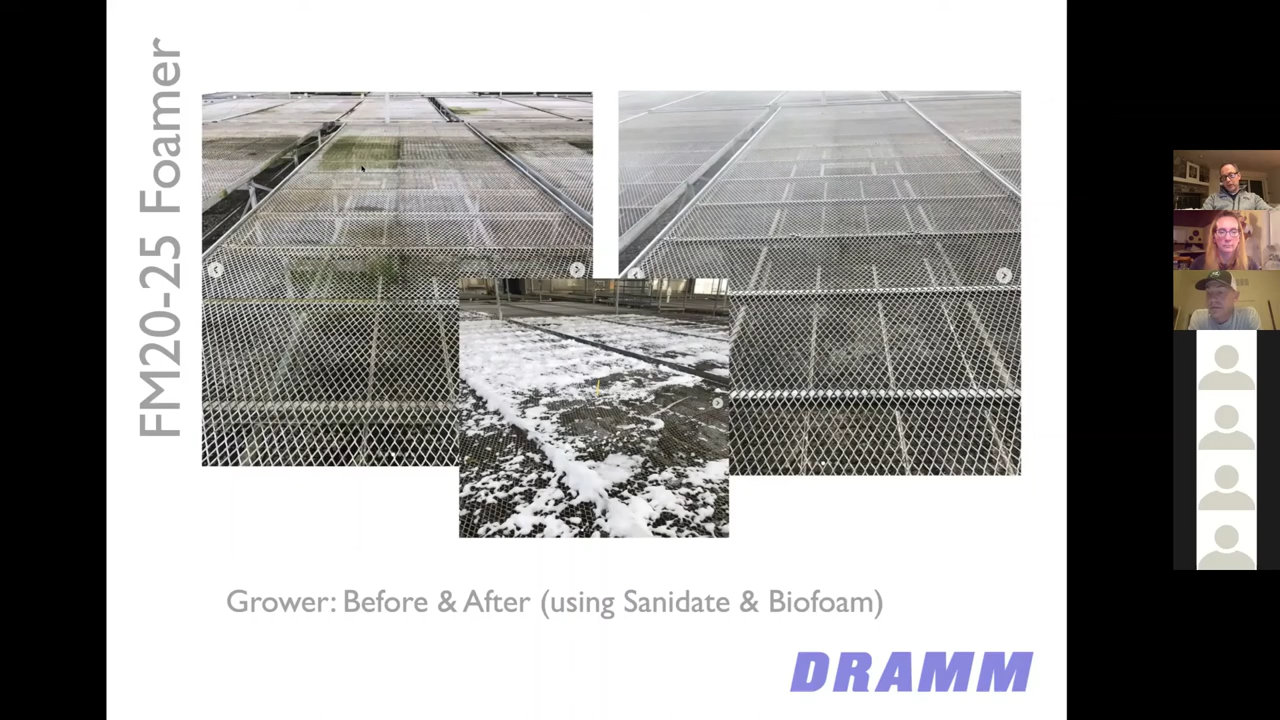 FM20-25 Foamer
Grower: Before & After (using Sanidate & Biofoam)
DRAMM